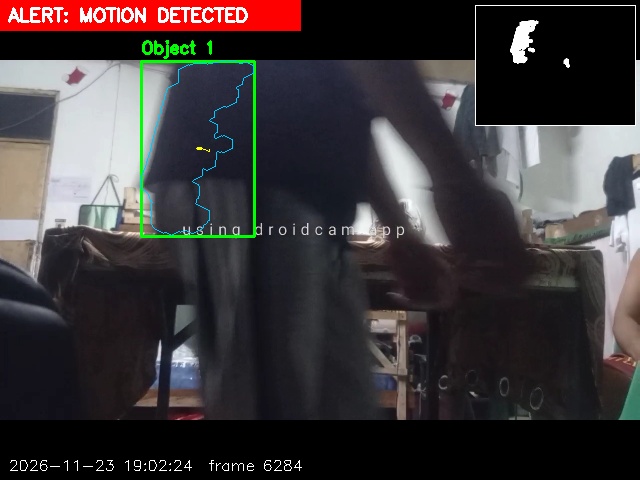 ALERT: MOTION DETECTED
Object 1
using droidcam app
2026-11-23 19:02:24 frame 6284